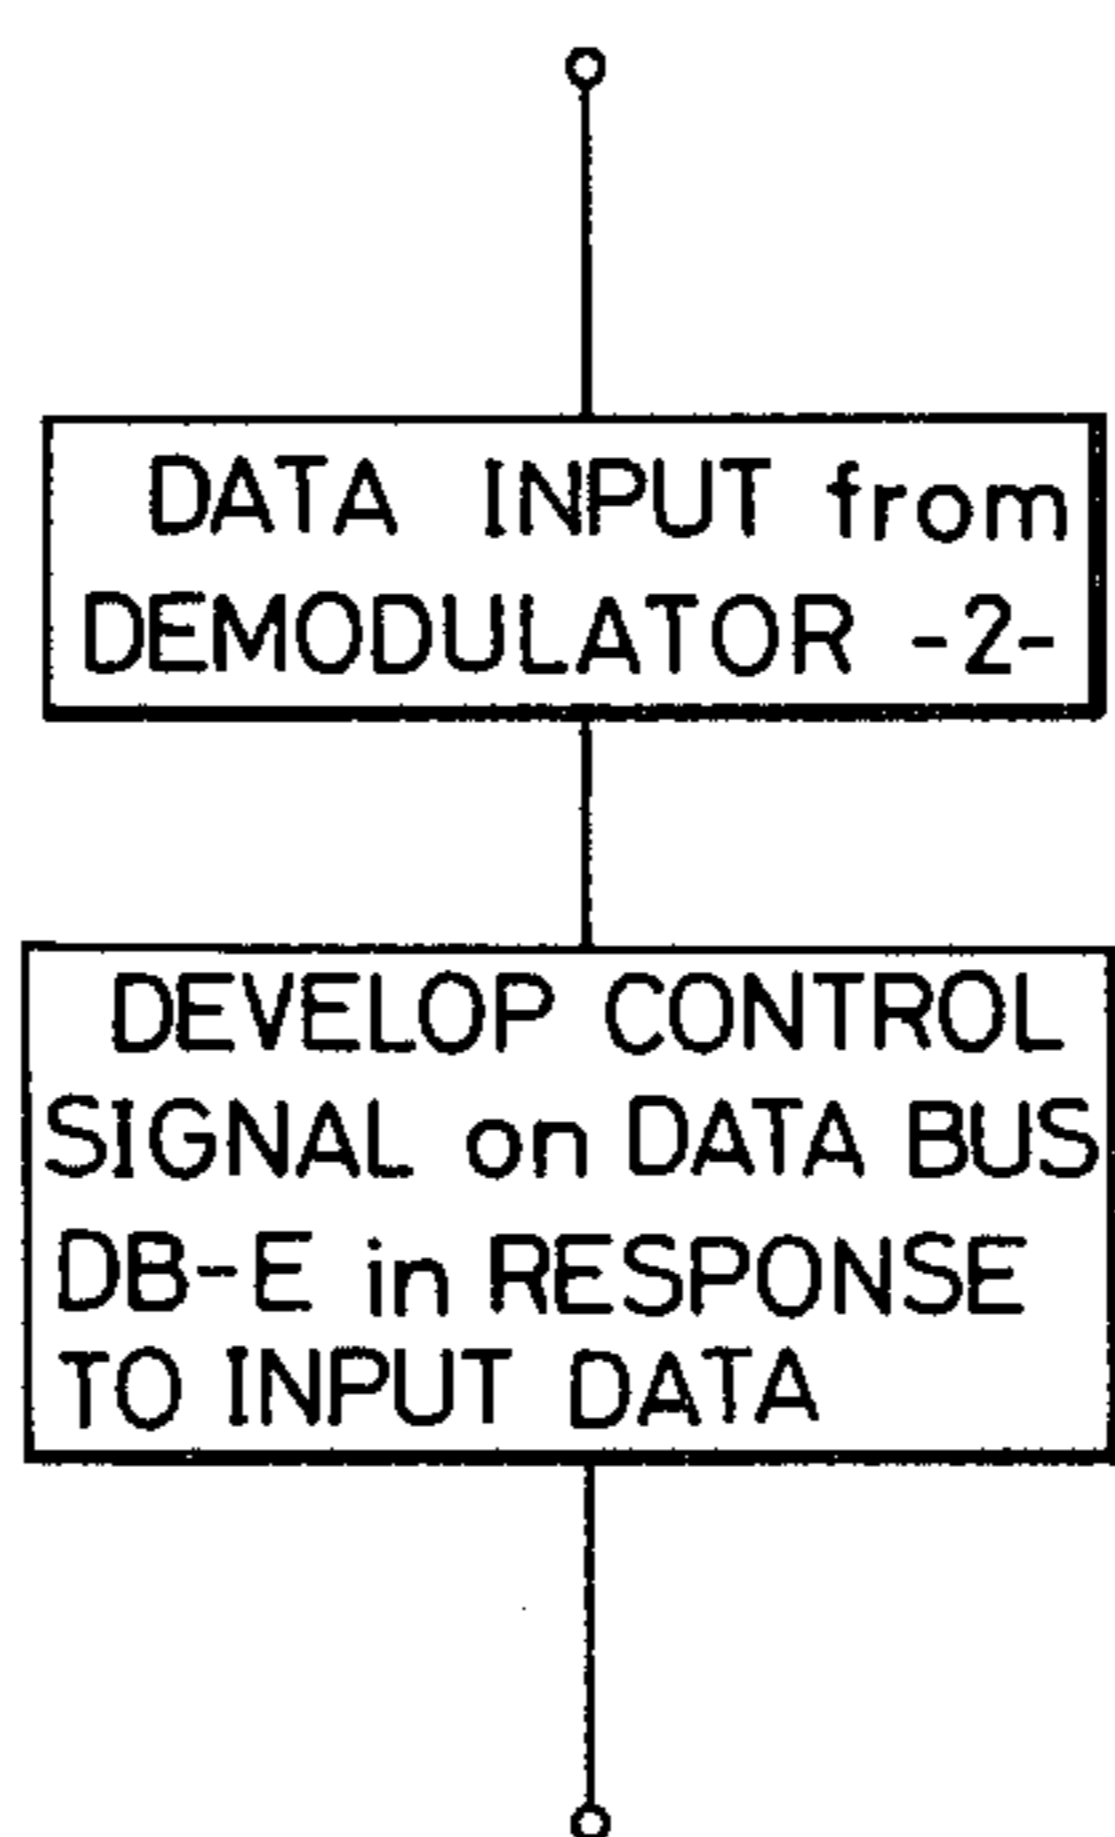 DATA INPUT from
DEMODULATOR -2-
DEVELOP CONTROL
SIGNAL on DATA BUS
DB-E in RESPONSE
TO INPUT DATA